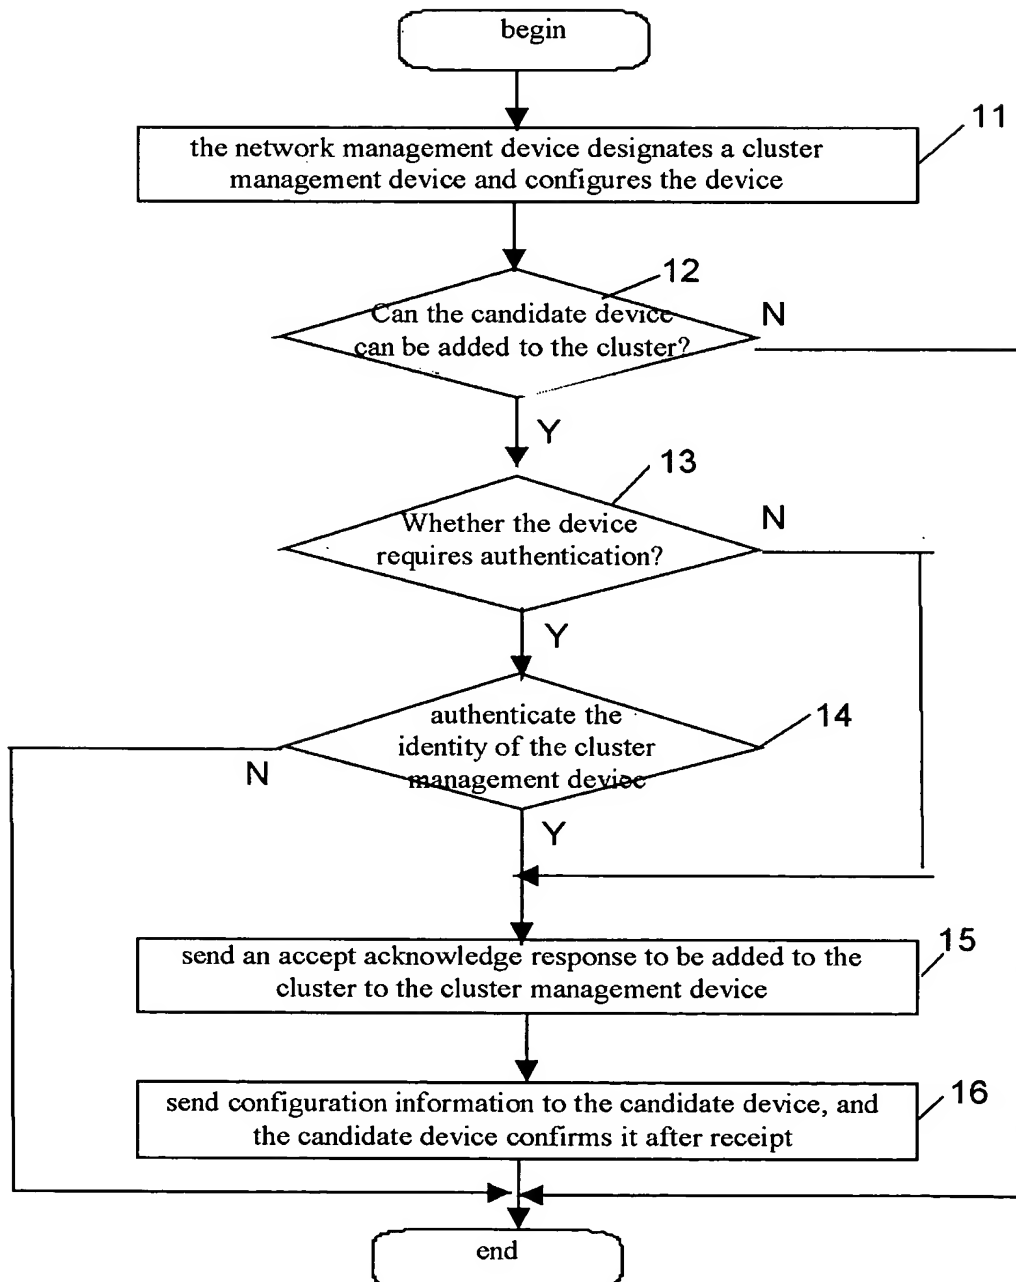 begin
11
the network management device designates a cluster
management device and configures the device
12
Can the candidate device
can be added to the cluster?
N
Y
13
Whether the device
requires authentication?
N
Y
14
authenticate the
identity of the cluster
management device
N
Y
15
send an accept acknowledge response to be added to the
cluster to the cluster management device
16
send configuration information to the candidate device, and
the candidate device confirms it after receipt
end